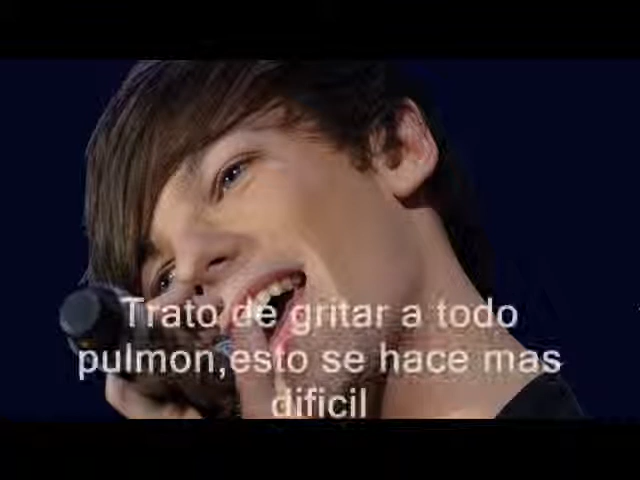 Trato de gritar a todo
pulmon,esto se hace mas
dificil